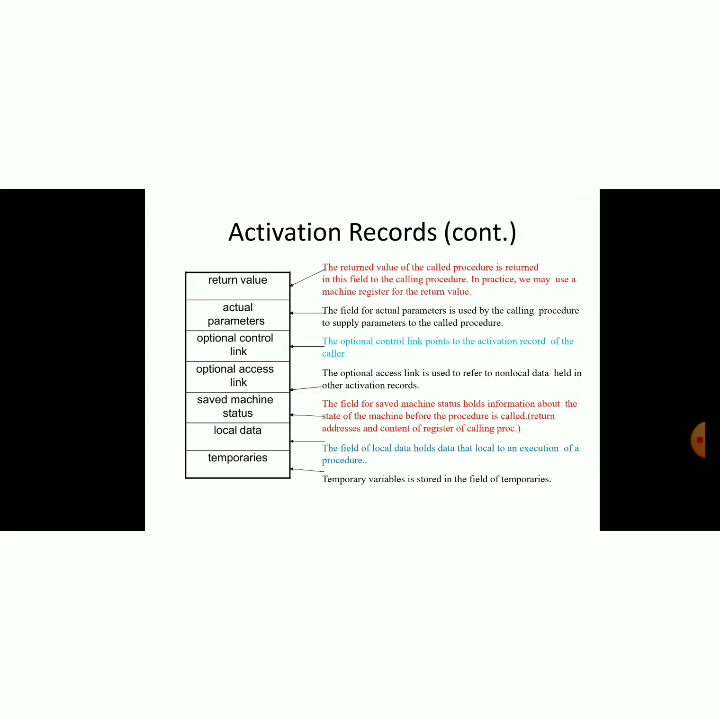 Activation Records (cont.)
return value
actual
parameters
optional control
link
optional access
link
saved machine
status
local data
temporaries
The returned value of the called procedure is returned
in this field to the calling procedure. In practice, we may use a
machine register for the return value.
The field for actual parameters is used by the calling procedure
to supply parameters to the called procedure.
The optional control link points to the activation record of the
caller.
The optional access link is used to refer to nonlocal data held in
other activation records.
The field for saved machine status holds information about the
state of the machine before the procedure is called.(return
addresses and content of register of calling proc.)
The field of local data holds data that local to an execution of a
procedure..
Temporary variables is stored in the field of temporaries.